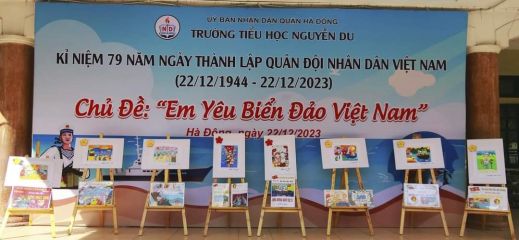 ỦY BAN NHÂN DÂN QUẬN HÀ ĐÔNG
TRƯỜNG TIỂU HỌC NGUYỄN DU
KỈ NIỆM 79 NĂM NGÀY THÀNH LẬP QUÂN ĐỘI NHÂN DÂN VIỆT NAM
(22/12/1944 - 22/12/2023)
Chủ Đề: "Em Yêu Biển Đảo Việt Nam"
Hà Đông, ngày 22/12/2023